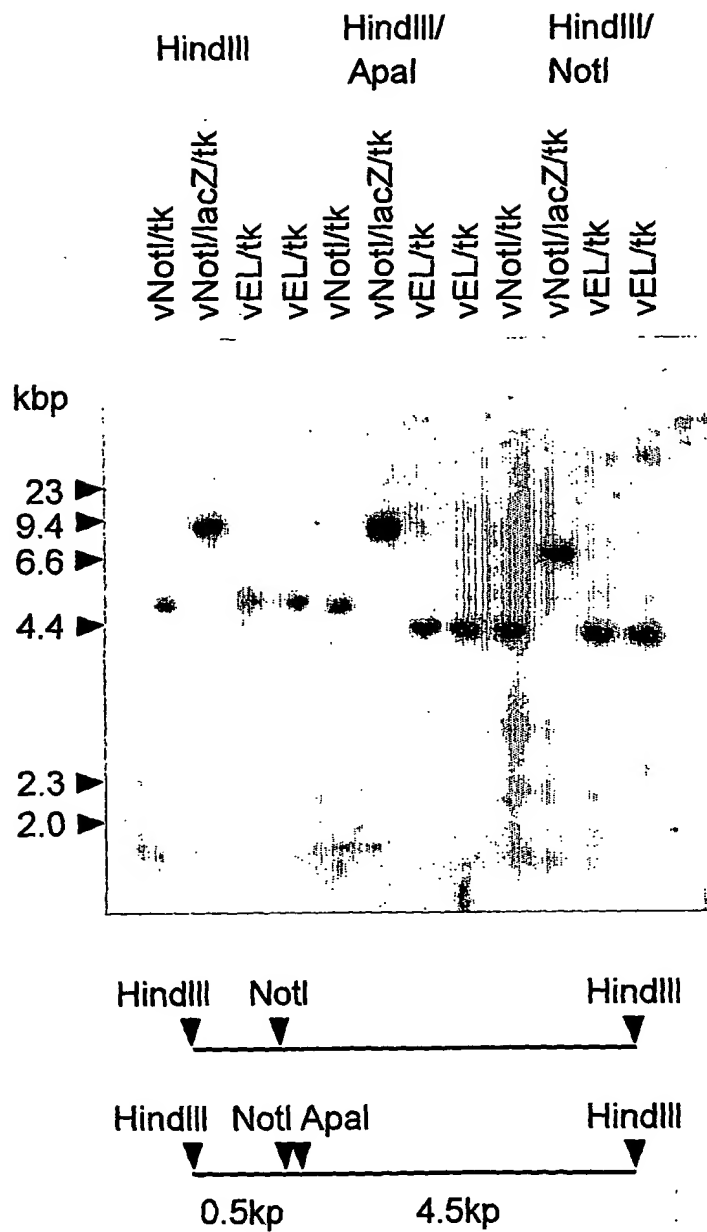 HindIII
HindIII/
ApaI
HindIII/
NotI
vNotI/tk
vNotI/lacZ/tk
vEL/tk
vEL/tk
vNotI/tk
vNotI/lacZ/tk
vEL/tk
vEL/tk
vNotI/tk
vNotI/lacZ/tk
vEL/tk
vEL/tk
kbp
23
9.4
6.6
4.4
2.3
2.0
HindIII NotI HindIII
HindIII NotI ApaI HindIII
0.5kp 4.5kp